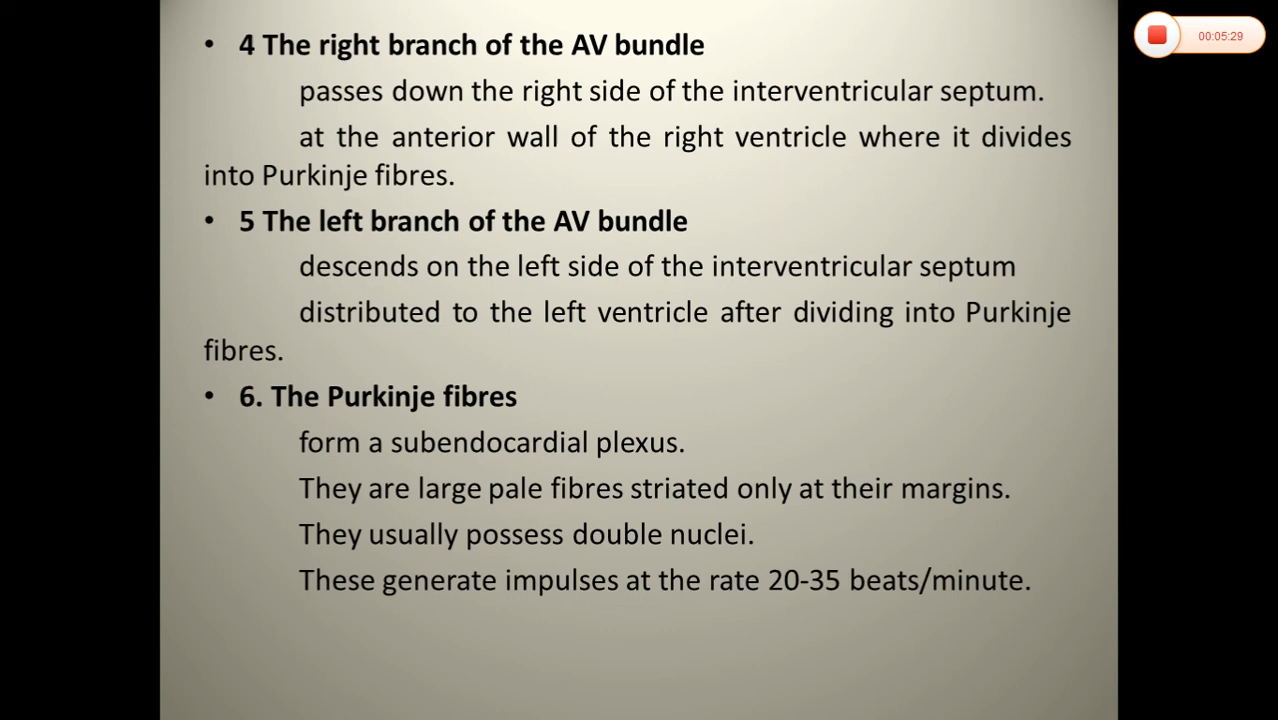 • 4 The right branch of the AV bundle
passes down the right side of the interventricular septum.
at the anterior wall of the right ventricle where it divides
into Purkinje fibres.
• 5 The left branch of the AV bundle
descends on the left side of the interventricular septum
distributed to the left ventricle after dividing into Purkinje
fibres.
• 6. The Purkinje fibres
form a subendocardial plexus.
They are large pale fibres striated only at their margins.
They usually possess double nuclei.
These generate impulses at the rate 20-35 beats/minute.
00:05:29